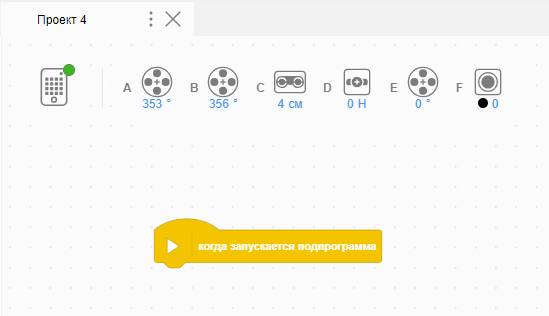 Проект 4
A B C D E F
353 ° 356 ° 4 см 0 Н 0 ° 0
когда запускается подпрограмма